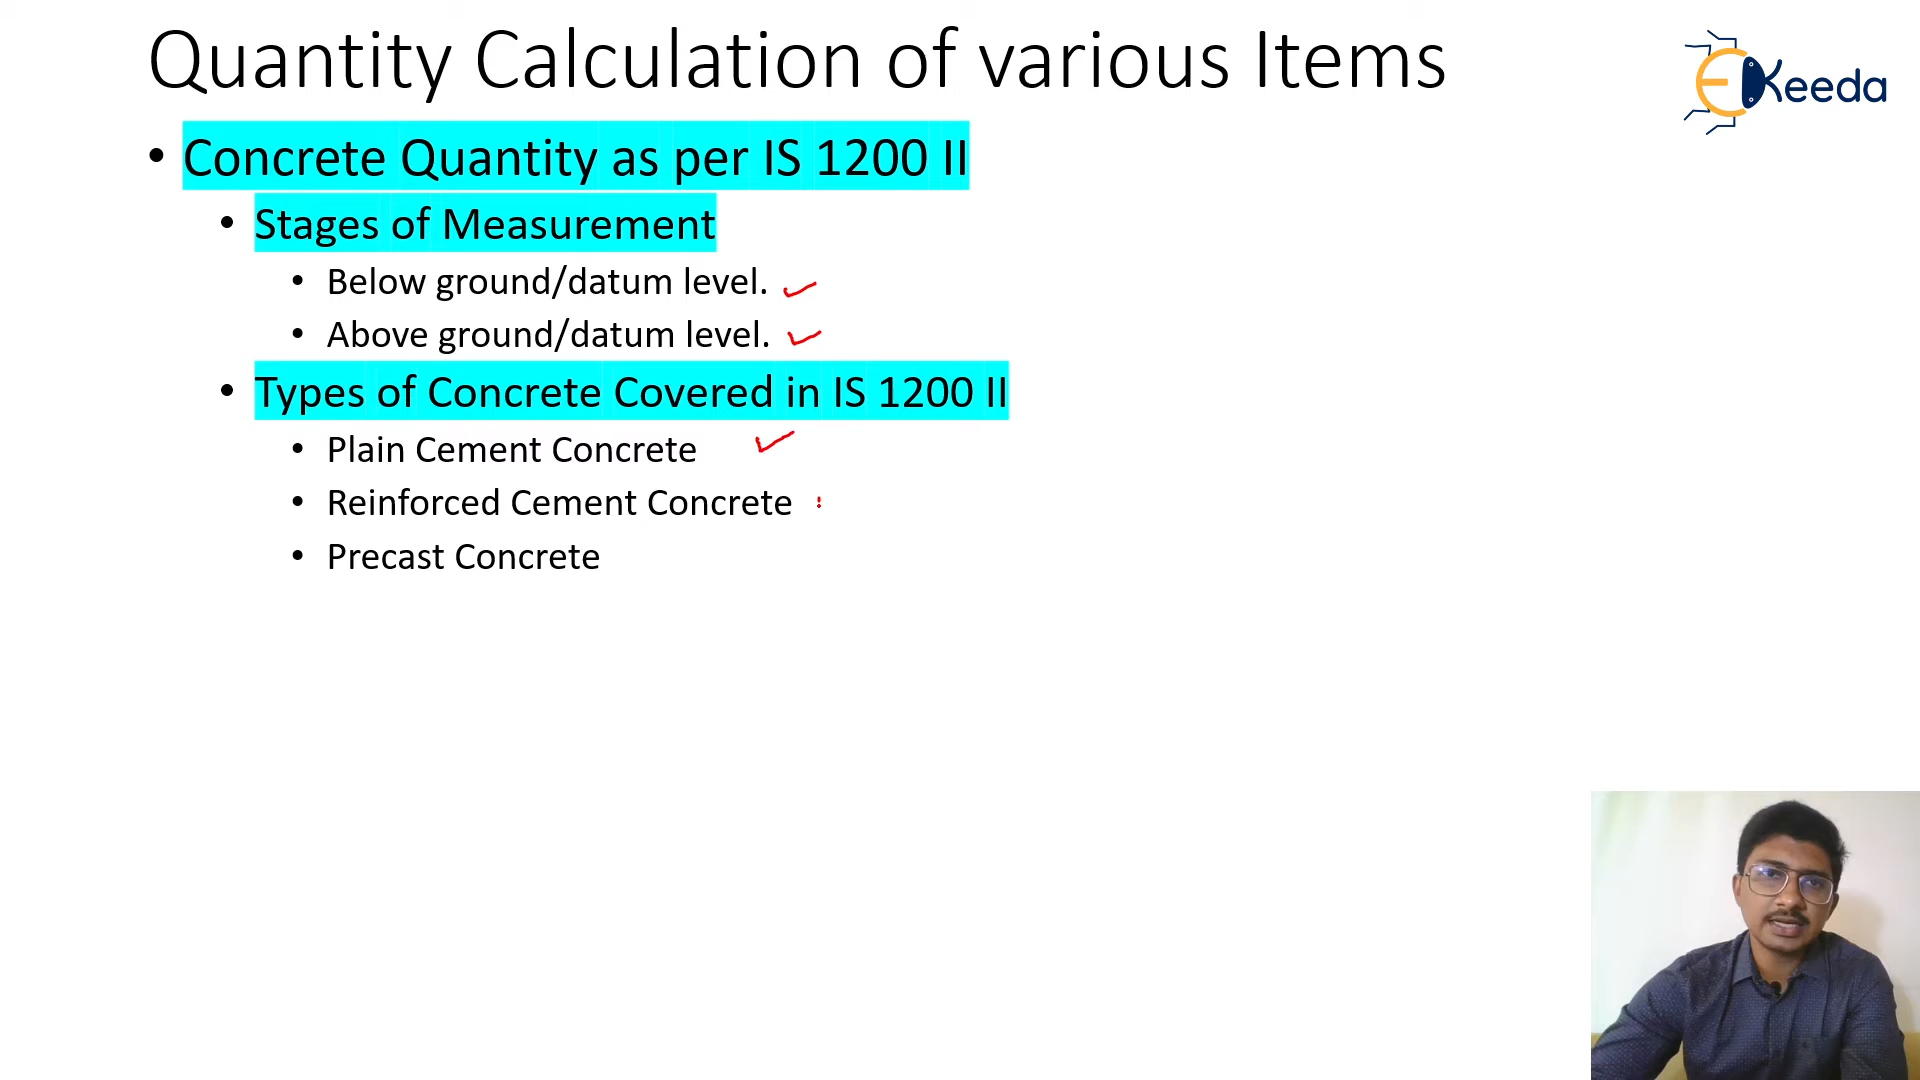 Quantity Calculation of various Items
EKeeda
• Concrete Quantity as per IS 1200 II
• Stages of Measurement
• Below ground/datum level.
• Above ground/datum level.
• Types of Concrete Covered in IS 1200 II
• Plain Cement Concrete
• Reinforced Cement Concrete
• Precast Concrete